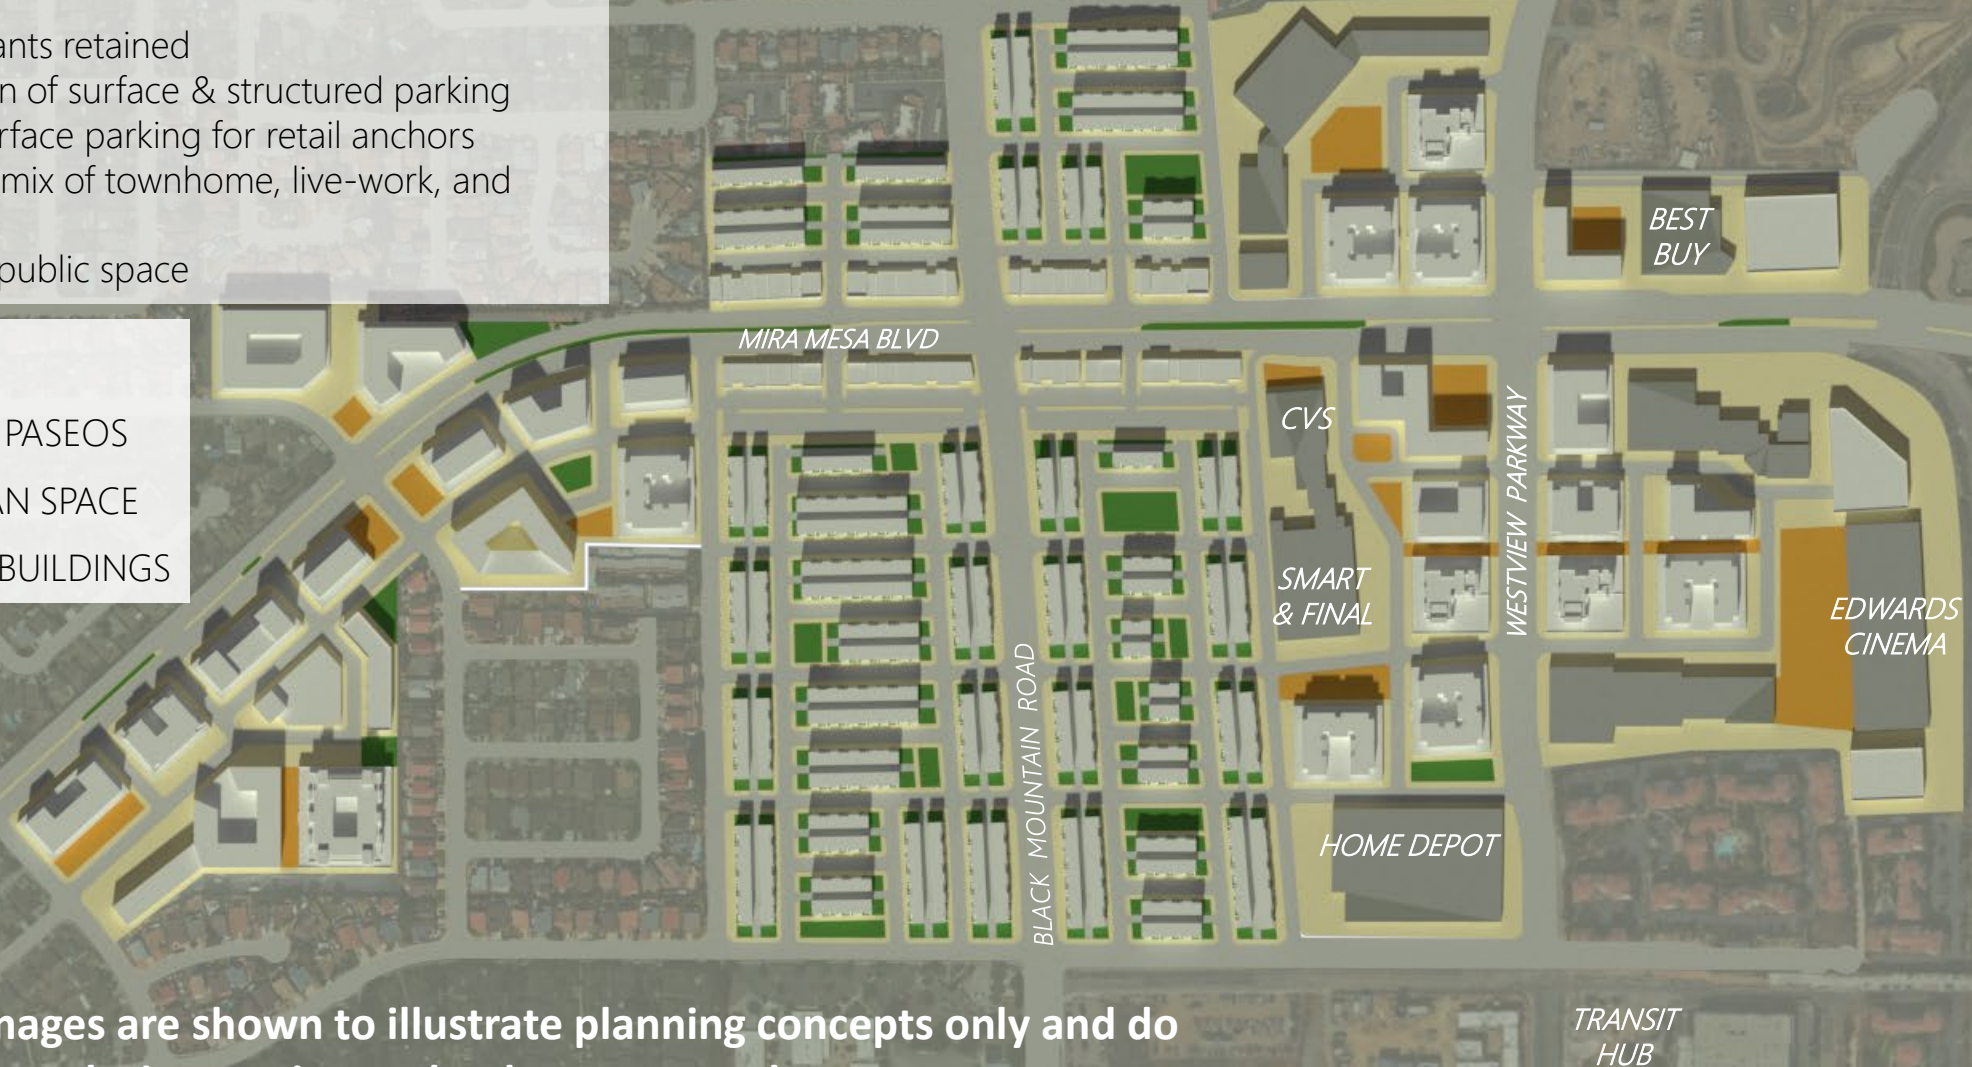 ants retained
n of surface & structured parking
rface parking for retail anchors
mix of townhome, live-work, and
public space
PASEOS
AN SPACE
BUILDINGS
MIRA MESA BLVD
BEST
BUY
CVS
SMART
& FINAL
WESTVIEW PARKWAY
EDWARDS
CINEMA
BLACK MOUNTAIN ROAD
HOME DEPOT
TRANSIT
HUB
mages are shown to illustrate planning concepts only and do